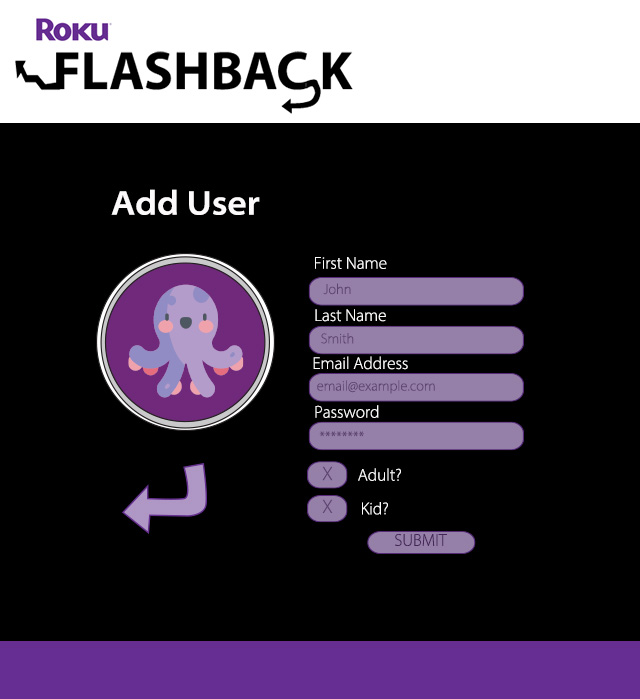 Roku
FLASHBACK
Add User
First Name
John
Last Name
Smith
Email Address
email@example.com
Password
********
X Adult?
X Kid?
SUBMIT